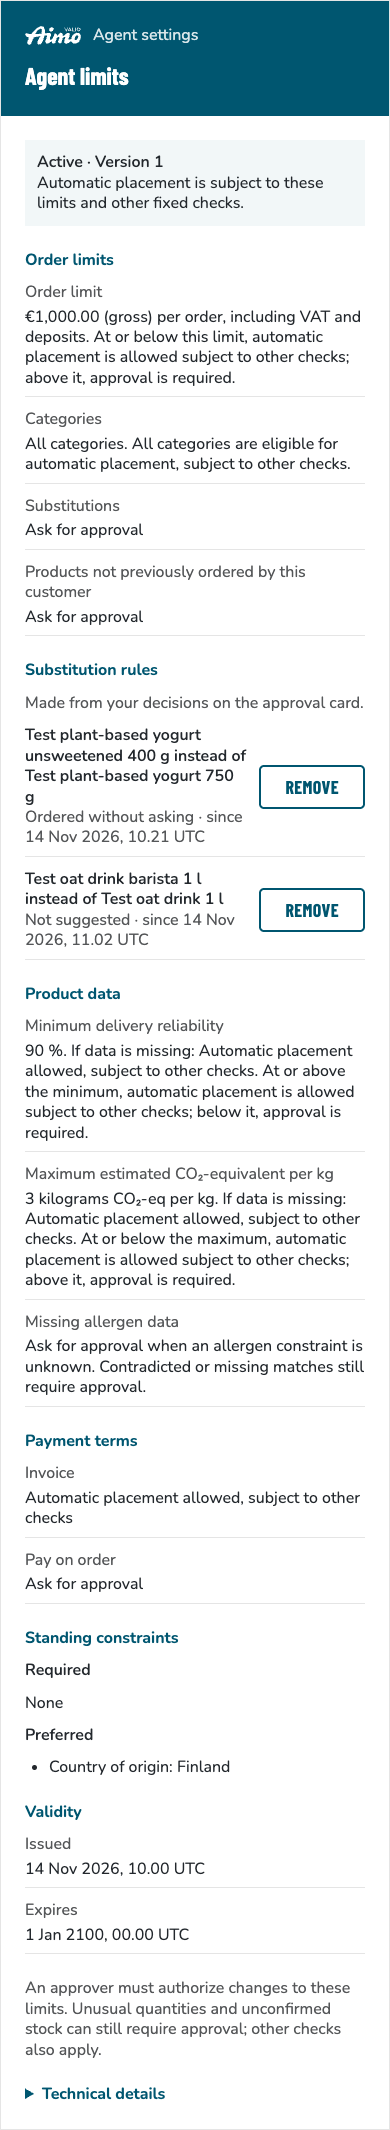 Aimo VALIO Agent settings
Agent limits
Active · Version 1
Automatic placement is subject to these
limits and other fixed checks.
Order limits
Order limit
€1,000.00 (gross) per order, including VAT and
deposits. At or below this limit, automatic
placement is allowed subject to other checks;
above it, approval is required.
Categories
All categories. All categories are eligible for
automatic placement, subject to other checks.
Substitutions
Ask for approval
Products not previously ordered by this
customer
Ask for approval
Substitution rules
Made from your decisions on the approval card.
Test plant-based yogurt
unsweetened 400 g instead of
Test plant-based yogurt 750
g
Ordered without asking · since
14 Nov 2026, 10.21 UTC
REMOVE
Test oat drink barista 1 l
instead of Test oat drink 1 l
Not suggested · since 14 Nov
2026, 11.02 UTC
REMOVE
Product data
Minimum delivery reliability
90 %. If data is missing: Automatic placement
allowed, subject to other checks. At or above
the minimum, automatic placement is allowed
subject to other checks; below it, approval is
required.
Maximum estimated CO₂-equivalent per kg
3 kilograms CO₂-eq per kg. If data is missing:
Automatic placement allowed, subject to other
checks. At or below the maximum, automatic
placement is allowed subject to other checks;
above it, approval is required.
Missing allergen data
Ask for approval when an allergen constraint is
unknown. Contradicted or missing matches still
require approval.
Payment terms
Invoice
Automatic placement allowed, subject to other
checks
Pay on order
Ask for approval
Standing constraints
Required
None
Preferred
• Country of origin: Finland
Validity
Issued
14 Nov 2026, 10.00 UTC
Expires
1 Jan 2100, 00.00 UTC
An approver must authorize changes to these
limits. Unusual quantities and unconfirmed
stock can still require approval; other checks
also apply.
▶ Technical details